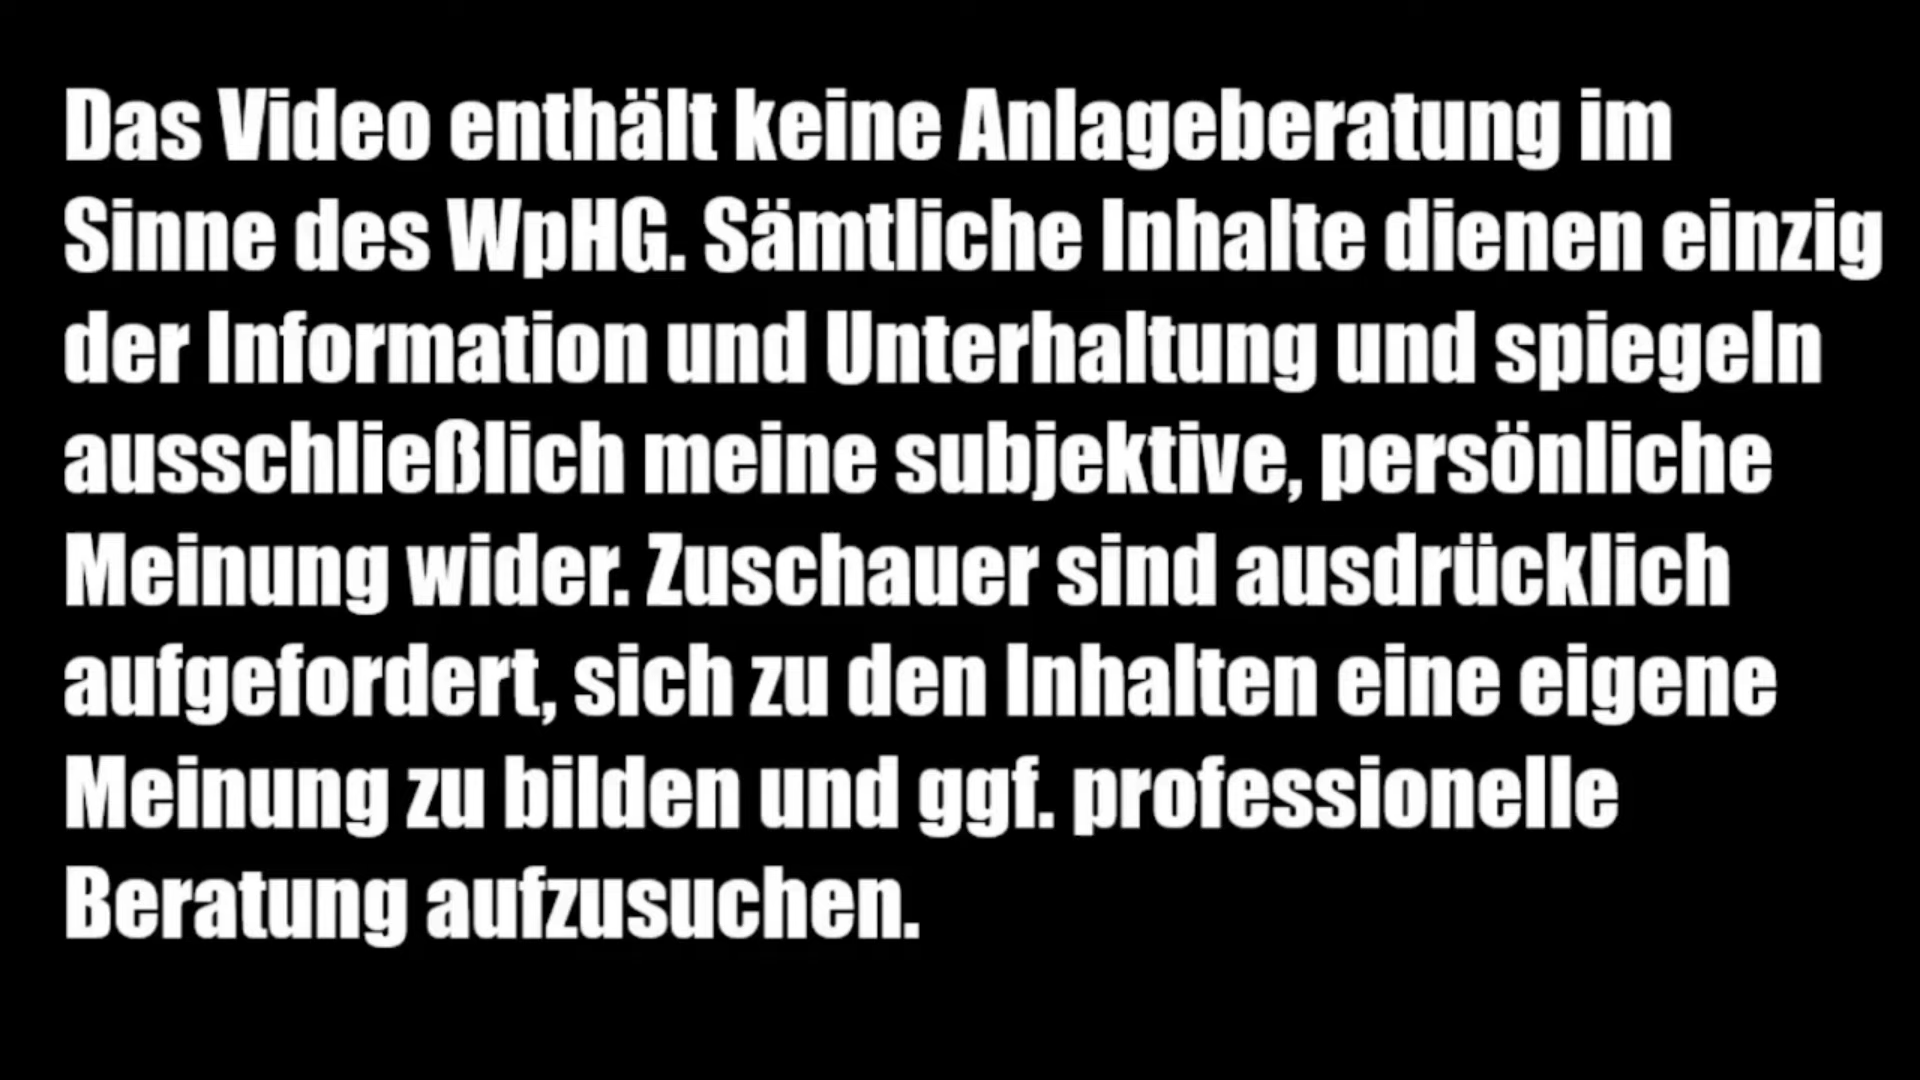 Das Video enthält keine Anlageberatung im
Sinne des WpHG. Sämtliche Inhalte dienen einzig
der Information und Unterhaltung und spiegeln
ausschließlich meine subjektive, persönliche
Meinung wider. Zuschauer sind ausdrücklich
aufgefordert, sich zu den Inhalten eine eigene
Meinung zu bilden und ggf. professionelle
Beratung aufzusuchen.